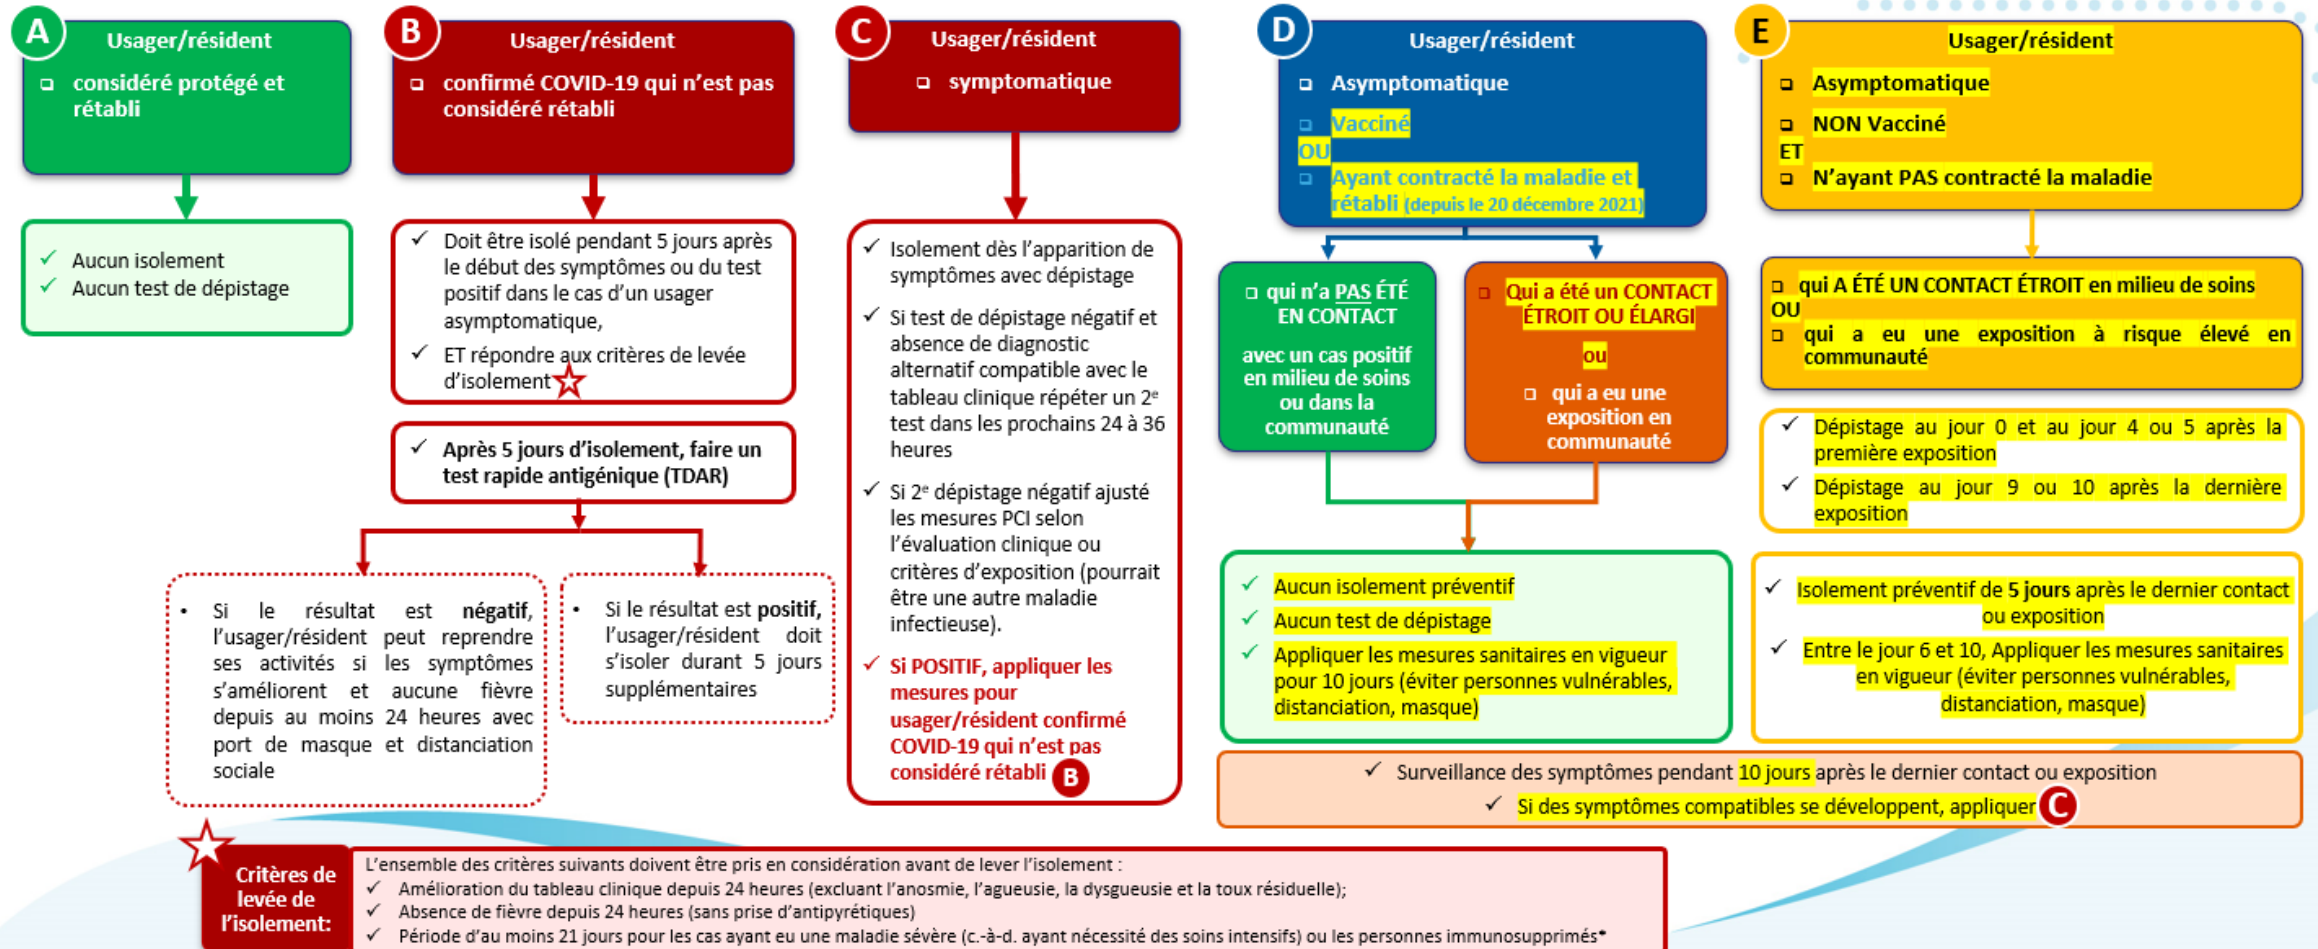 A
Usager/résident
❑ considéré protégé et
rétabli
✓ Aucun isolement
✓ Aucun test de dépistage
B
Usager/résident
❑ confirmé COVID-19 qui n'est pas
considéré rétabli
✓ Doit être isolé pendant 5 jours après
le début des symptômes ou du test
positif dans le cas d'un usager
asymptomatique,
✓ ET répondre aux critères de levée
d'isolement
✓ Après 5 jours d'isolement, faire un
test rapide antigénique (TDAR)
• Si le résultat est négatif,
l'usager/résident peut reprendre
ses activités si les symptômes
s'améliorent et aucune fièvre
depuis au moins 24 heures avec
port de masque et distanciation
sociale
• Si le résultat est positif,
l'usager/résident doit
s'isoler durant 5 jours
supplémentaires
C
Usager/résident
❑ symptomatique
✓ Isolement dès l'apparition de
symptômes avec dépistage
✓ Si test de dépistage négatif et
absence de diagnostic
alternatif compatible avec le
tableau clinique répéter un 2e
test dans les prochains 24 à 36
heures
✓ Si 2e dépistage négatif ajusté
les mesures PCI selon
l'évaluation clinique ou
critères d'exposition (pourrait
être une autre maladie
infectieuse).
✓ Si POSITIF, appliquer les
mesures pour
usager/résident confirmé
COVID-19 qui n'est pas
considéré rétabli B
D
Usager/résident
❑ Asymptomatique
❑ Vacciné
OU
❑ Ayant contracté la maladie et
rétabli (depuis le 20 décembre 2021)
❑ qui n'a PAS ÉTÉ
EN CONTACT
avec un cas positif
en milieu de soins
ou dans la
communauté
❑ Qui a été un CONTACT
ÉTROIT OU ÉLARGI
ou
❑ qui a eu une
exposition en
communauté
✓ Aucun isolement préventif
✓ Aucun test de dépistage
✓ Appliquer les mesures sanitaires en vigueur
pour 10 jours (éviter personnes vulnérables,
distanciation, masque)
E
Usager/résident
❑ Asymptomatique
❑ NON Vacciné
ET
❑ N'ayant PAS contracté la maladie
❑ qui A ÉTÉ UN CONTACT ÉTROIT en milieu de soins
OU
❑ qui a eu une exposition à risque élevé en
communauté
✓ Dépistage au jour 0 et au jour 4 ou 5 après la
première exposition
✓ Dépistage au jour 9 ou 10 après la dernière
exposition
✓ Isolement préventif de 5 jours après le dernier contact
ou exposition
✓ Entre le jour 6 et 10, Appliquer les mesures sanitaires
en vigueur (éviter personnes vulnérables,
distanciation, masque)
✓ Surveillance des symptômes pendant 10 jours après le dernier contact ou exposition
✓ Si des symptômes compatibles se développent, appliquer C
Critères de
levée de
l'isolement:
L'ensemble des critères suivants doivent être pris en considération avant de lever l'isolement :
✓ Amélioration du tableau clinique depuis 24 heures (excluant l'anosmie, l'agueusie, la dysgueusie et la toux résiduelle);
✓ Absence de fièvre depuis 24 heures (sans prise d'antipyrétiques)
✓ Période d'au moins 21 jours pour les cas ayant eu une maladie sévère (c.-à-d. ayant nécessité des soins intensifs) ou les personnes immunosupprimés*